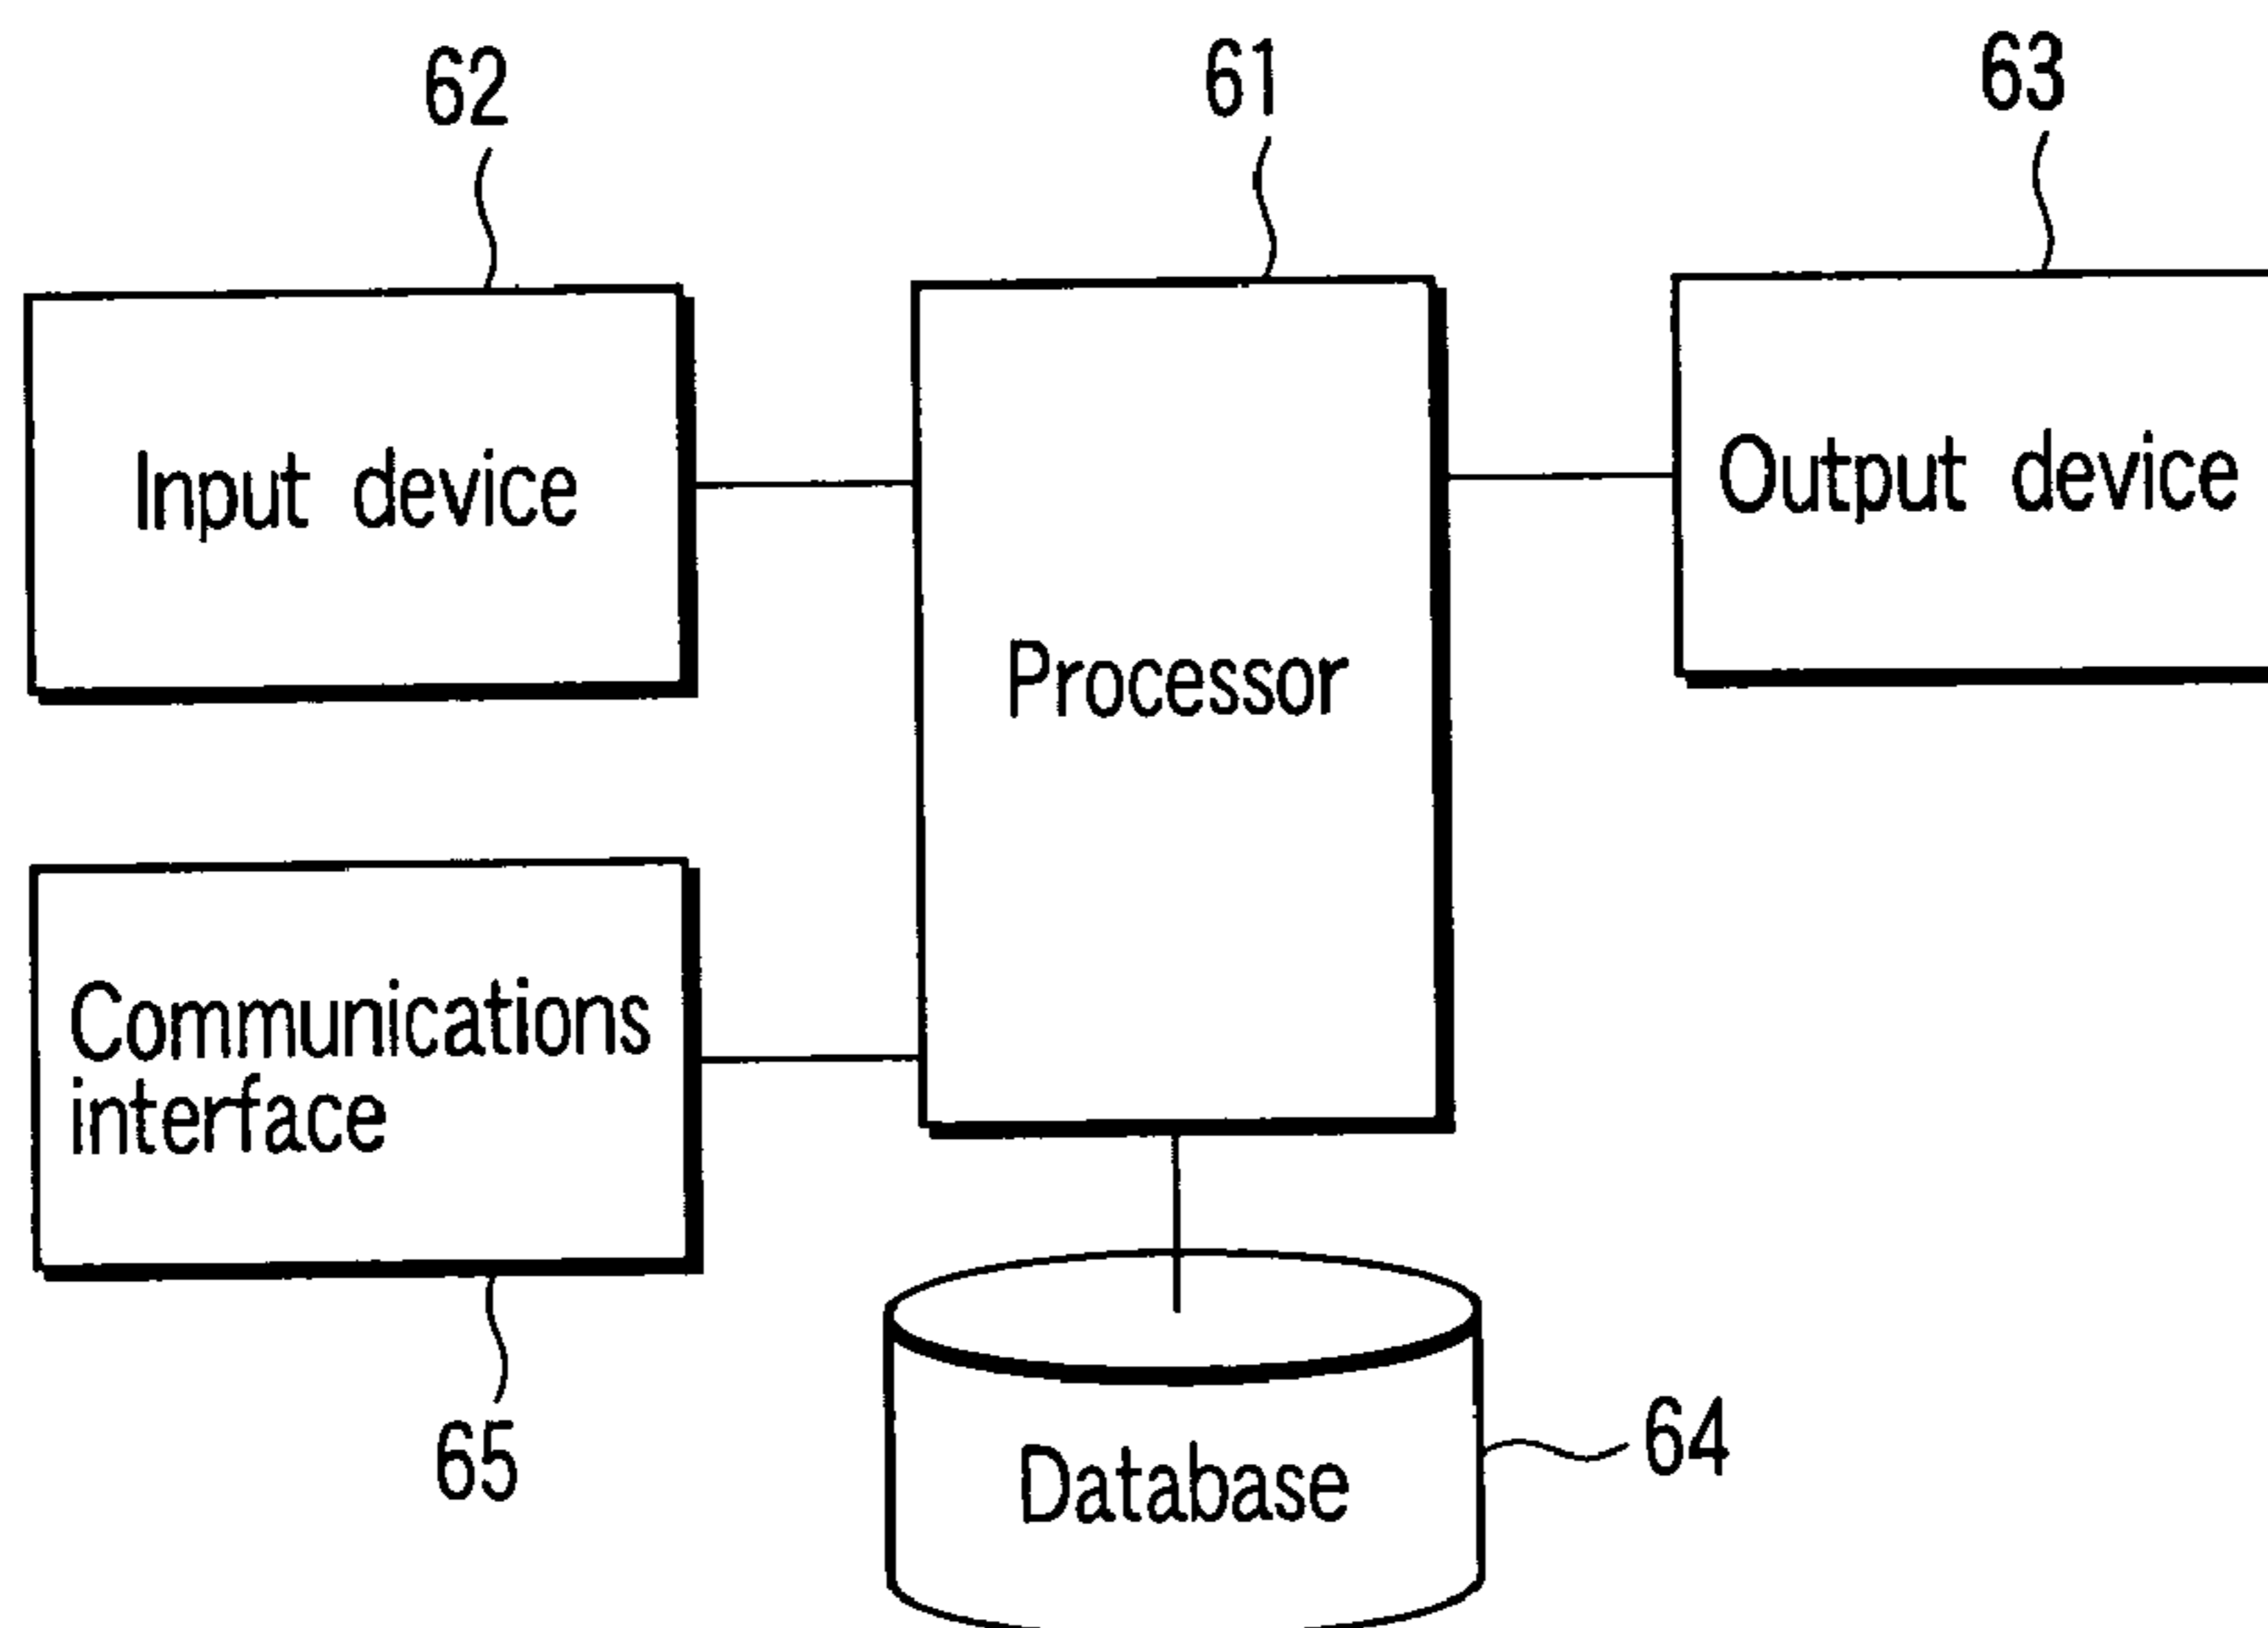 62
61
63
Input device
Processor
Output device
Communications
interface
65
Database
64